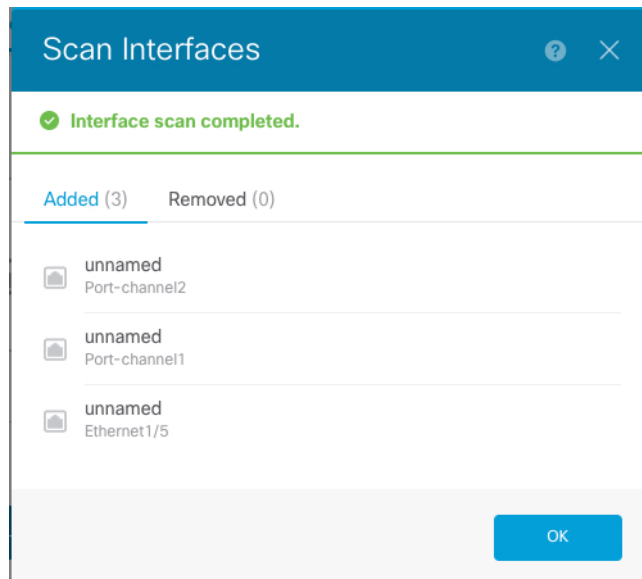 Scan Interfaces
?
Interface scan completed.
Added (3) Removed (0)
unnamed
Port-channel2
unnamed
Port-channel1
unnamed
Ethernet1/5
OK